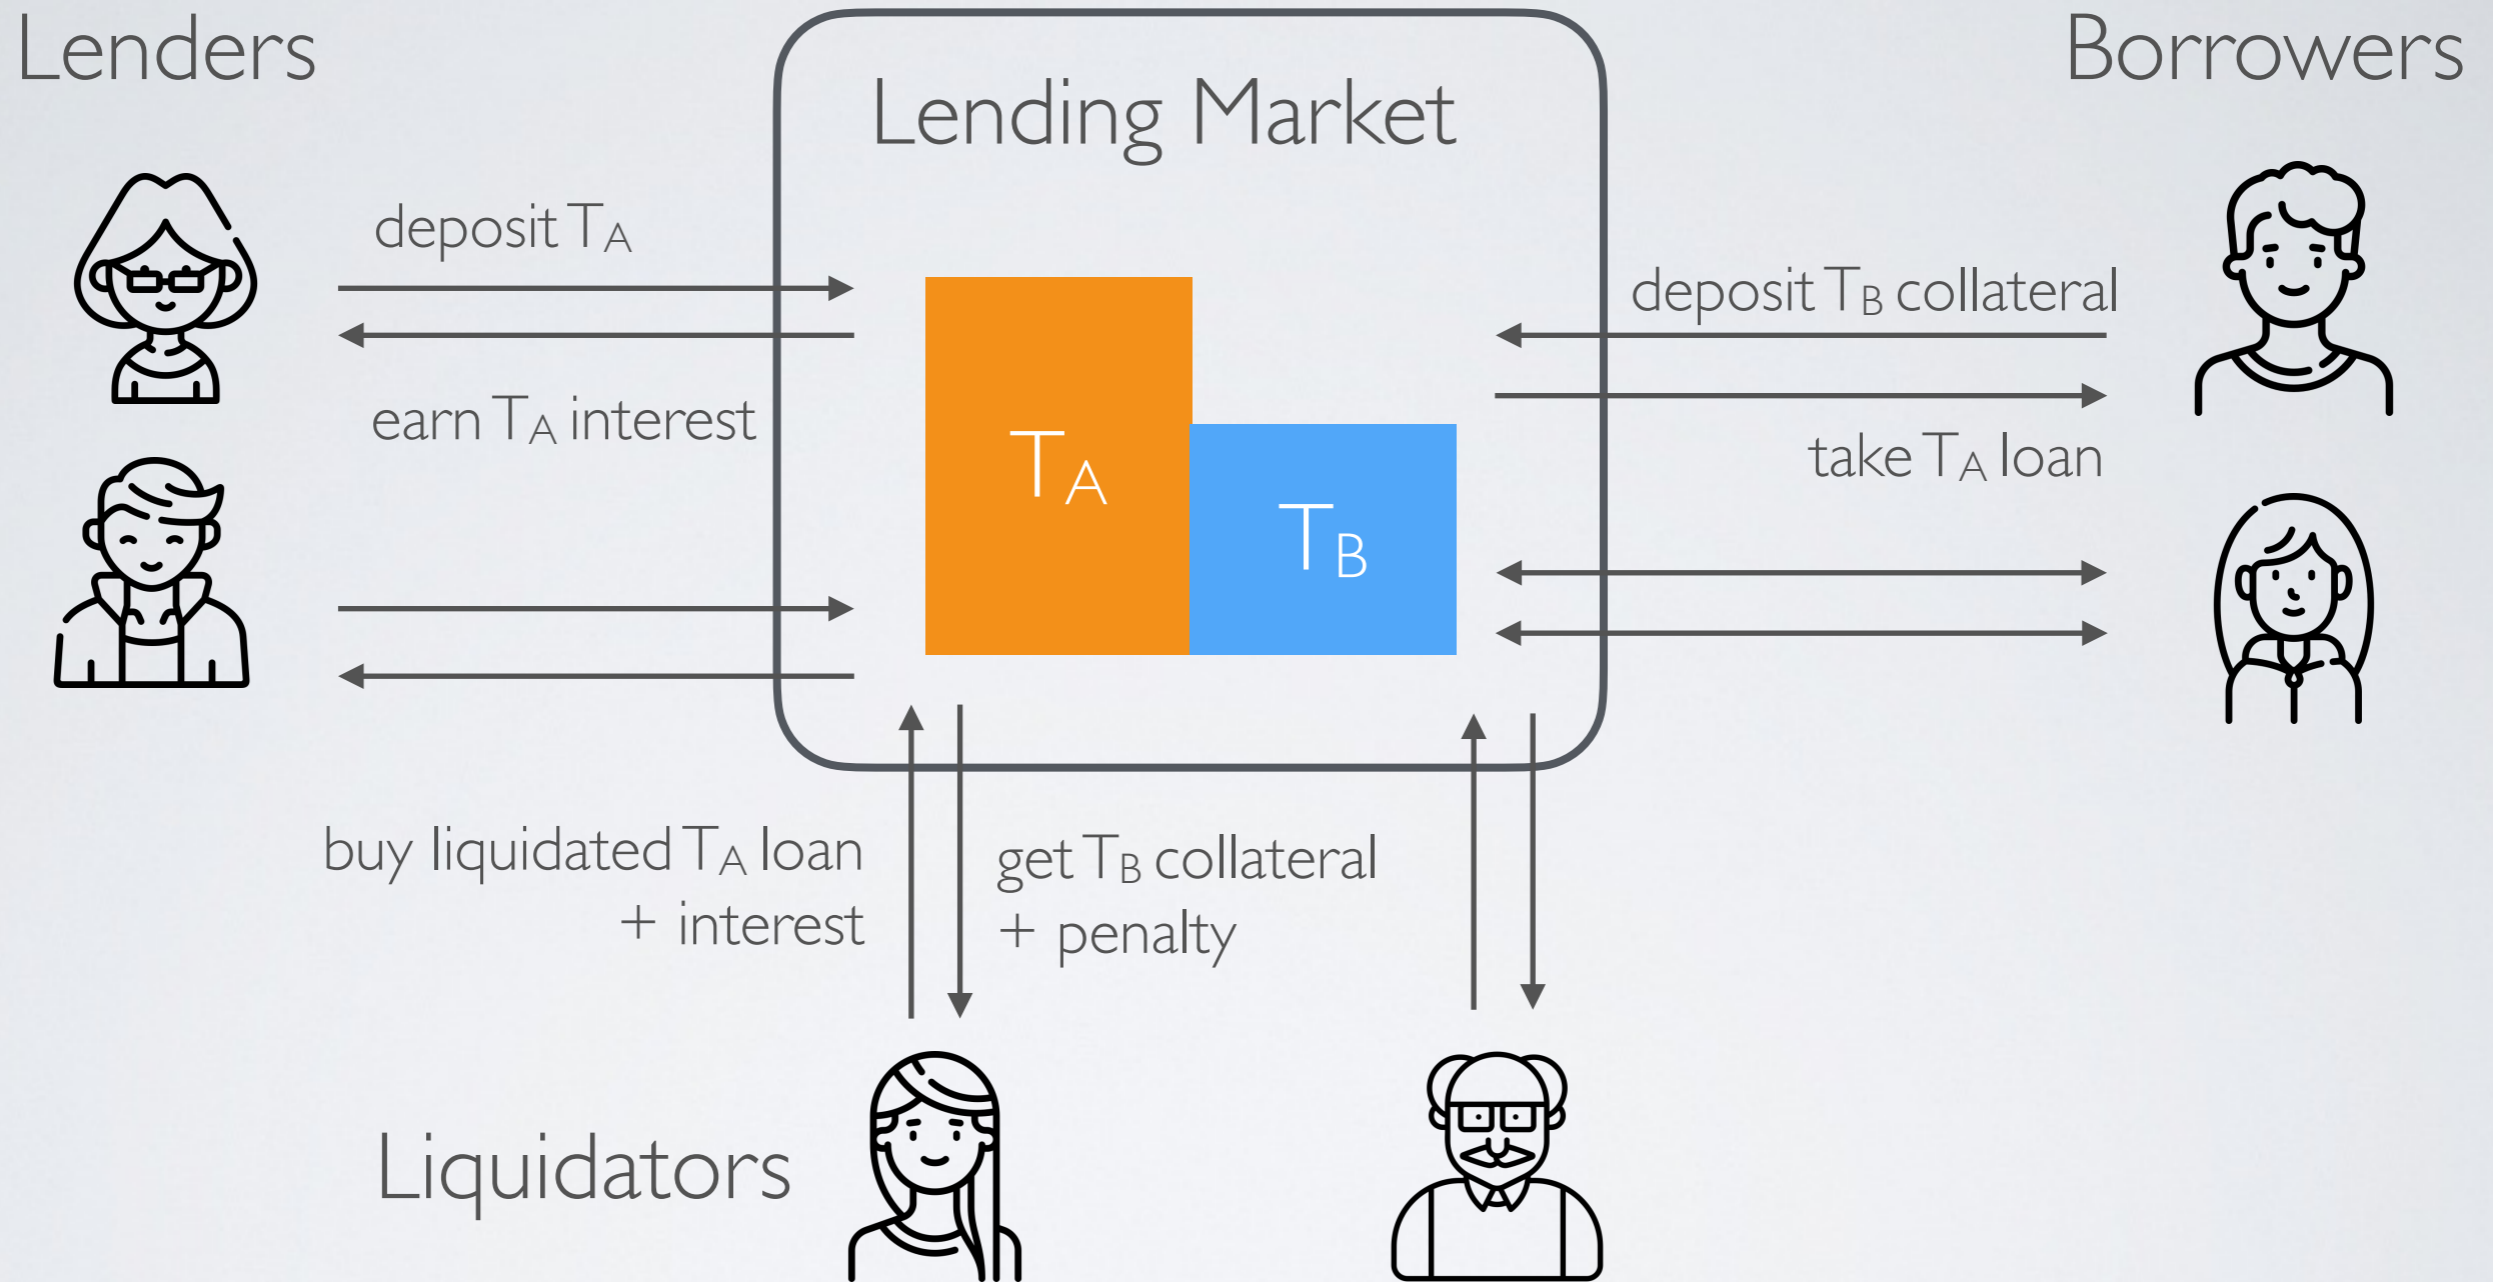 Lenders
Lending Market
Borrowers
deposit TA
earn TA interest
deposit TB collateral
take TA loan
TA
TB
buy liquidated TA loan
+ interest
get TB collateral
+ penalty
Liquidators